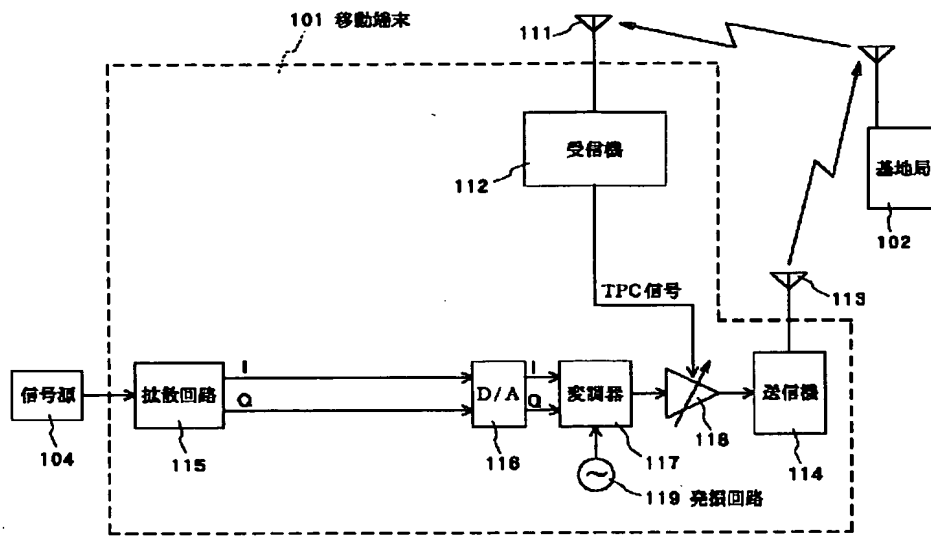 101 移動端末
111
受信機
112
基地局
102
TPC信号
113
信号源
104
拡散回路
115
I
Q
D/A
116
I
Q
変調器
117
118
送信機
114
119 発振回路